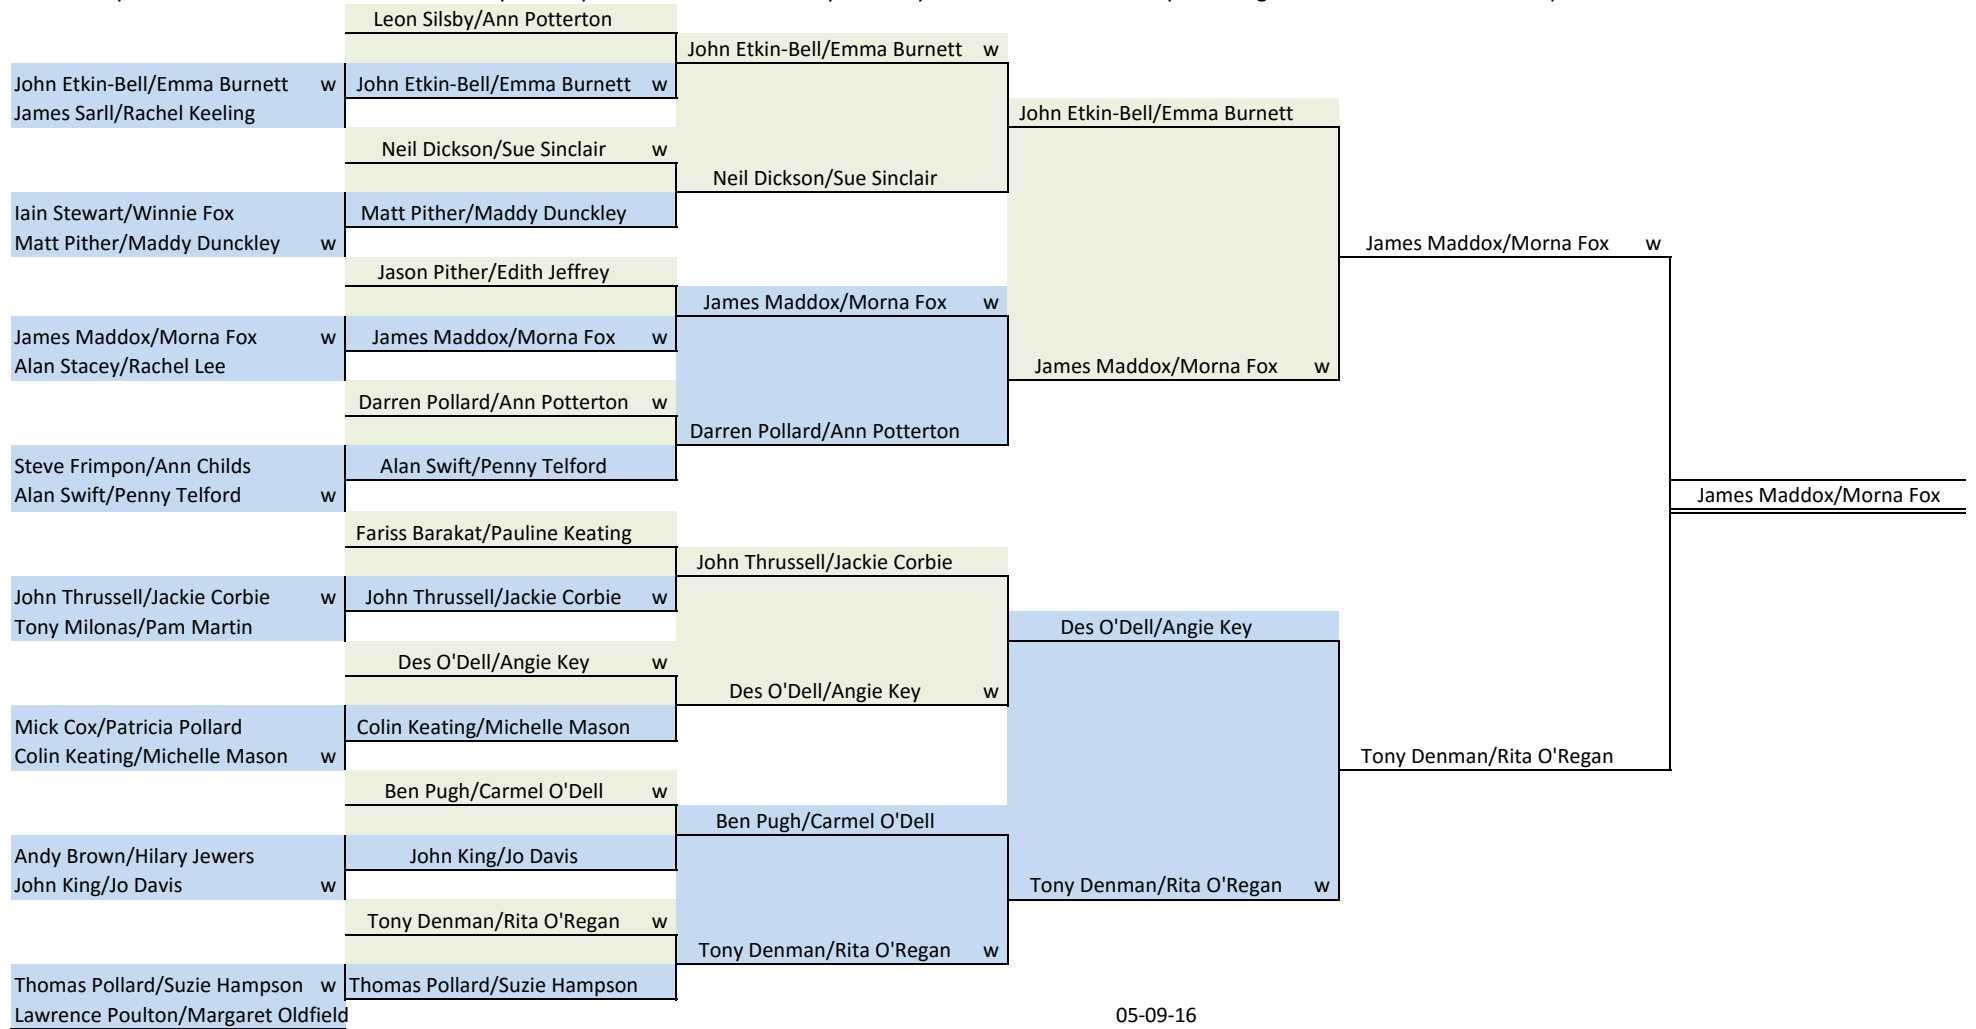 Leon Silsby/Ann Potterton
John Etkin-Bell/Emma Burnett w
John Etkin-Bell/Emma Burnett w John Etkin-Bell/Emma Burnett w
James Sarll/Rachel Keeling John Etkin-Bell/Emma Burnett
Neil Dickson/Sue Sinclair w
Neil Dickson/Sue Sinclair
Iain Stewart/Winnie Fox Matt Pither/Maddy Dunckley
Matt Pither/Maddy Dunckley w James Maddox/Morna Fox w
Jason Pither/Edith Jeffrey
James Maddox/Morna Fox w
James Maddox/Morna Fox w James Maddox/Morna Fox w
Alan Stacey/Rachel Lee James Maddox/Morna Fox w
Darren Pollard/Ann Potterton w
Darren Pollard/Ann Potterton
Steve Frimpon/Ann Childs Alan Swift/Penny Telford
Alan Swift/Penny Telford w James Maddox/Morna Fox
Fariss Barakat/Pauline Keating
John Thrussell/Jackie Corbie
John Thrussell/Jackie Corbie w John Thrussell/Jackie Corbie w
Tony Milonas/Pam Martin Des O'Dell/Angie Key
Des O'Dell/Angie Key w
Des O'Dell/Angie Key w
Mick Cox/Patricia Pollard Colin Keating/Michelle Mason
Colin Keating/Michelle Mason w Tony Denman/Rita O'Regan
Ben Pugh/Carmel O'Dell w
Ben Pugh/Carmel O'Dell
Andy Brown/Hilary Jewers John King/Jo Davis
John King/Jo Davis w Tony Denman/Rita O'Regan w
Tony Denman/Rita O'Regan w
Tony Denman/Rita O'Regan w
Thomas Pollard/Suzie Hampson w Thomas Pollard/Suzie Hampson
Lawrence Poulton/Margaret Oldfield 05-09-16